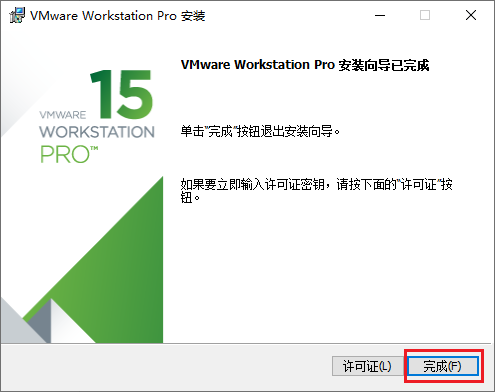 VMware Workstation Pro 安装
VMware Workstation Pro 安装向导已完成
15
VMWARE
WORKSTATION
PRO™
单击"完成"按钮退出安装向导。
如果要立即输入许可证密钥，请按下面的"许可证"按
钮。
许可证(L)
完成(F)